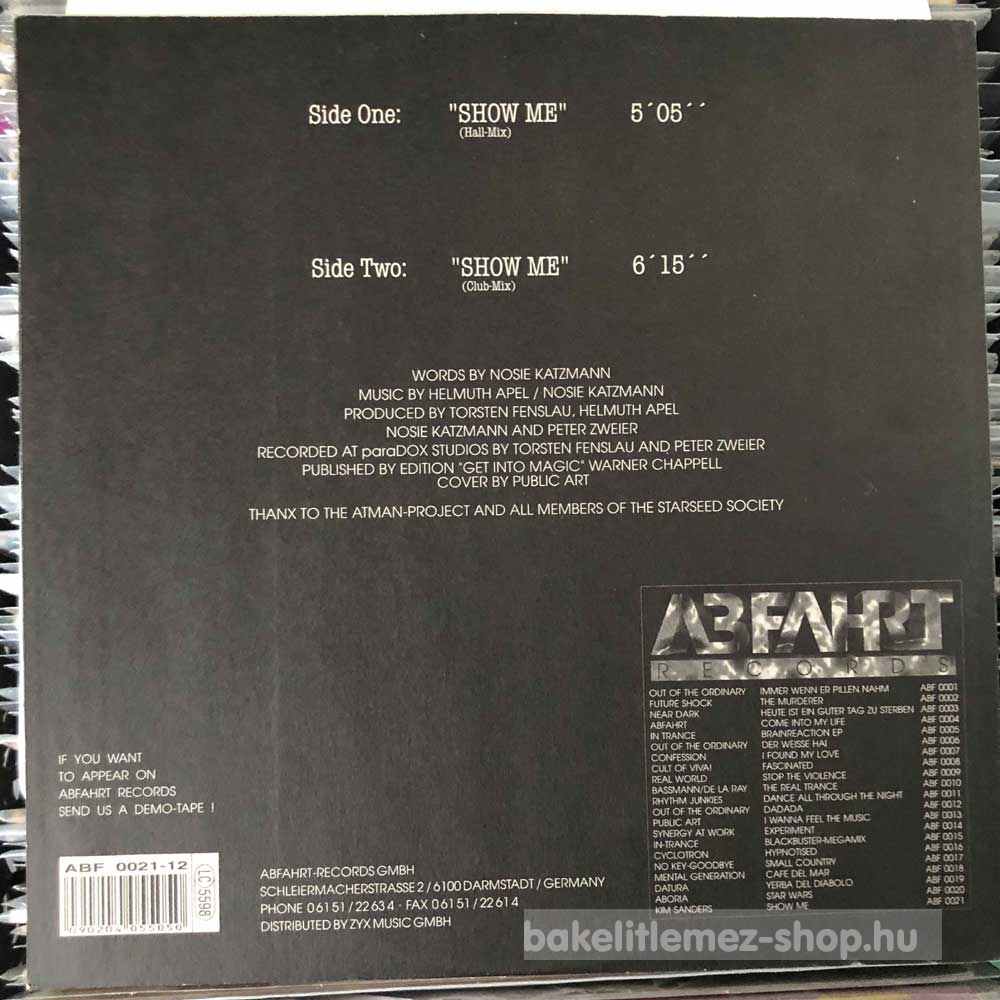 Side One: "SHOW ME" 5´05´´
(Hall-Mix)
Side Two: "SHOW ME" 6´15´´
(Club-Mix)
WORDS BY NOSIE KATZMANN
MUSIC BY HELMUTH APEL / NOSIE KATZMANN
PRODUCED BY TORSTEN FENSLAU, HELMUTH APEL
NOSIE KATZMANN AND PETER ZWEIER
RECORDED AT paraDOX STUDIOS BY TORSTEN FENSLAU AND PETER ZWEIER
PUBLISHED BY EDITION "GET INTO MAGIC" WARNER CHAPPELL
COVER BY PUBLIC ART
THANX TO THE ATMAN-PROJECT AND ALL MEMBERS OF THE STARSEED SOCIETY
ABFAHRT
RECORDS
OUT OF THE ORDINARY IMMER WENN ER PILLEN NAHM ABF 0001
FUTURE SHOCK THE MURDERER ABF 0002
NEAR DARK HEUTE IST EIN GUTER TAG ZU STERBEN ABF 0003
ABFAHRT COME INTO MY LIFE ABF 0004
IN TRANCE BRAINREACTION EP ABF 0005
OUT OF THE ORDINARY DER WEISSE HAI ABF 0006
CONFESSION I FOUND MY LOVE ABF 0007
CULT OF VIVA! FASCINATED ABF 0008
REAL WORLD STOP THE VIOLENCE ABF 0009
BASSMANN/DE LA RAY THE REAL TRANCE ABF 0010
RHYTHM JUNKIES DANCE ALL THROUGH THE NIGHT ABF 0011
OUT OF THE ORDINARY DADADA ABF 0012
PUBLIC ART I WANNA FEEL THE MUSIC ABF 0013
SYNERGY AT WORK EXPERIMENT ABF 0014
IN-TRANCE BLACKBUSTER-MEGAMIX ABF 0015
CYCLOTRON HYPNOTISED ABF 0016
NO KEY-GOODBYE SMALL COUNTRY ABF 0017
MENTAL GENERATION CAFE DEL MAR ABF 0018
DATURA YERBA DEL DIABOLO ABF 0019
ABORIA STAR WARS ABF 0020
KIM SANDERS SHOW ME ABF 0021
IF YOU WANT
TO APPEAR ON
ABFAHRT RECORDS
SEND US A DEMO-TAPE !
ABF 0021-12
LC 5598
090204 055850
ABFAHRT-RECORDS GMBH
SCHLEIERMACHERSTRASSE 2 / 6100 DARMSTADT / GERMANY
PHONE 06151 / 22634 · FAX 06151 / 22614
DISTRIBUTED BY ZYX MUSIC GMBH
bakelitlemez-shop.hu